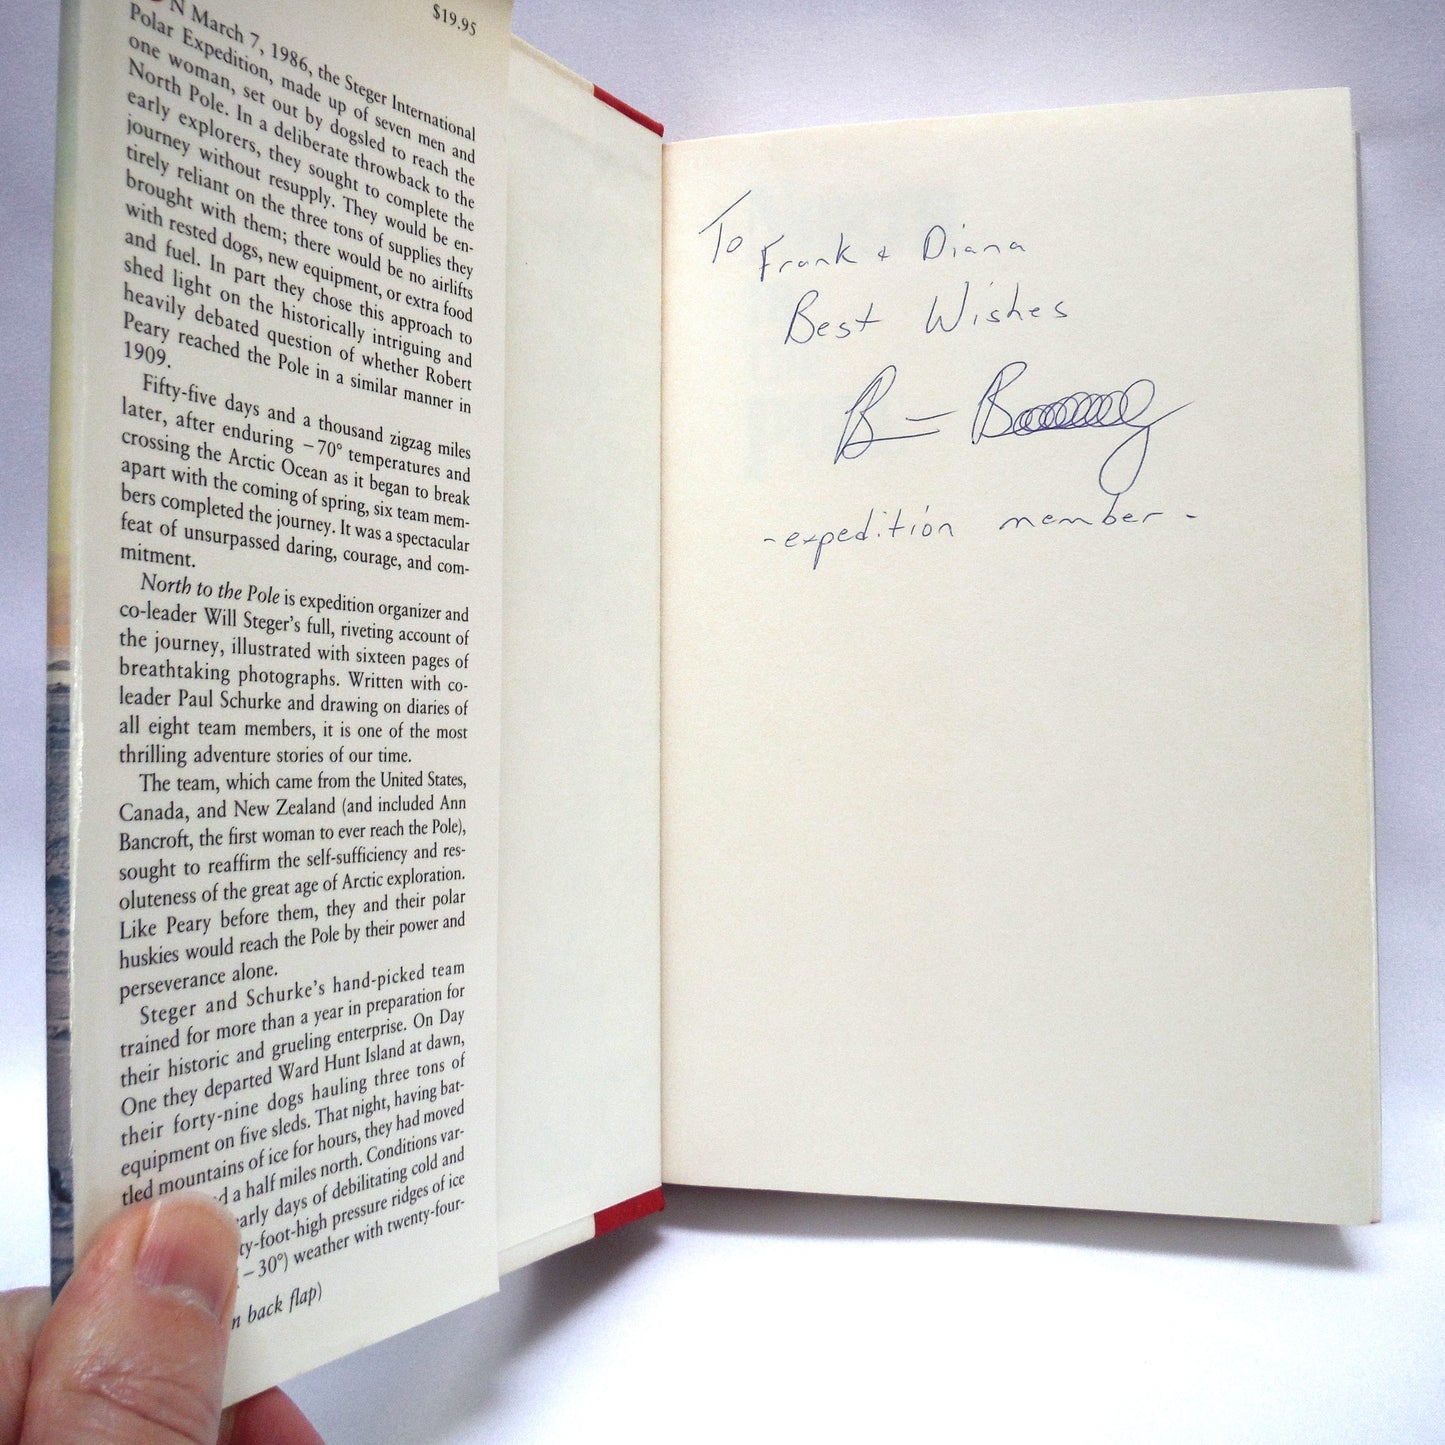 $19.95
N March 7, 1986, the Steger International
Polar Expedition, made up of seven men and
one woman, set out by dogsled to reach the
North Pole. In a deliberate throwback to the
early explorers, they sought to complete the
journey without resupply. They would be en-
tirely reliant on the three tons of supplies they
brought with them; there would be no airlifts
with rested dogs, new equipment, or extra food
and fuel. In part they chose this approach to
shed light on the historically intriguing and
heavily debated question of whether Robert
Peary reached the Pole in a similar manner in
1909.
Fifty-five days and a thousand zigzag miles
later, after enduring –70° temperatures and
crossing the Arctic Ocean as it began to break
apart with the coming of spring, six team mem-
bers completed the journey. It was a spectacular
feat of unsurpassed daring, courage, and com-
mitment.
North to the Pole is expedition organizer and
co-leader Will Steger's full, riveting account of
the journey, illustrated with sixteen pages of
breathtaking photographs. Written with co-
leader Paul Schurke and drawing on diaries of
all eight team members, it is one of the most
thrilling adventure stories of our time.
The team, which came from the United States,
Canada, and New Zealand (and included Ann
Bancroft, the first woman to ever reach the Pole),
sought to reaffirm the self-sufficiency and res-
oluteness of the great age of Arctic exploration.
Like Peary before them, they and their polar
huskies would reach the Pole by their power and
perseverance alone.
Steger and Schurke's hand-picked team
trained for more than a year in preparation for
their historic and grueling enterprise. On Day
One they departed Ward Hunt Island at dawn,
their forty-nine dogs hauling three tons of
equipment on five sleds. That night, having bat-
tled mountains of ice for hours, they had moved
a half miles north. Conditions var-
days of debilitating cold and
ty-foot-high pressure ridges of ice
–30°) weather with twenty-four-
back flap)
To Frank + Diana
Best Wishes
-expedition member-